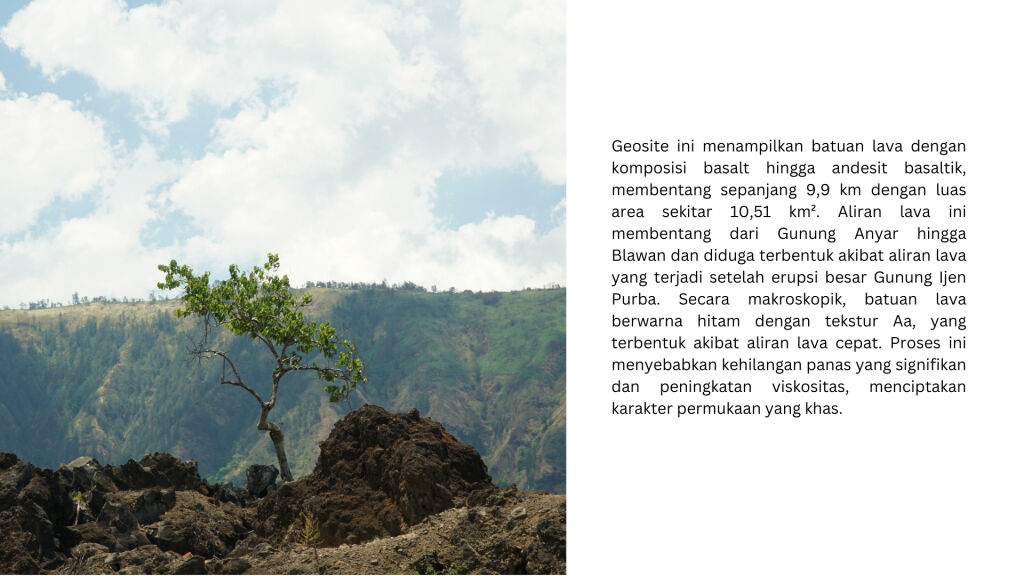 Geosite ini menampilkan batuan lava dengan
komposisi basalt hingga andesit basaltik,
membentang sepanjang 9,9 km dengan luas
area sekitar 10,51 km². Aliran lava ini
membentang dari Gunung Anyar hingga
Blawan dan diduga terbentuk akibat aliran lava
yang terjadi setelah erupsi besar Gunung Ijen
Purba. Secara makroskopik, batuan lava
berwarna hitam dengan tekstur Aa, yang
terbentuk akibat aliran lava cepat. Proses ini
menyebabkan kehilangan panas yang signifikan
dan peningkatan viskositas, menciptakan
karakter permukaan yang khas.